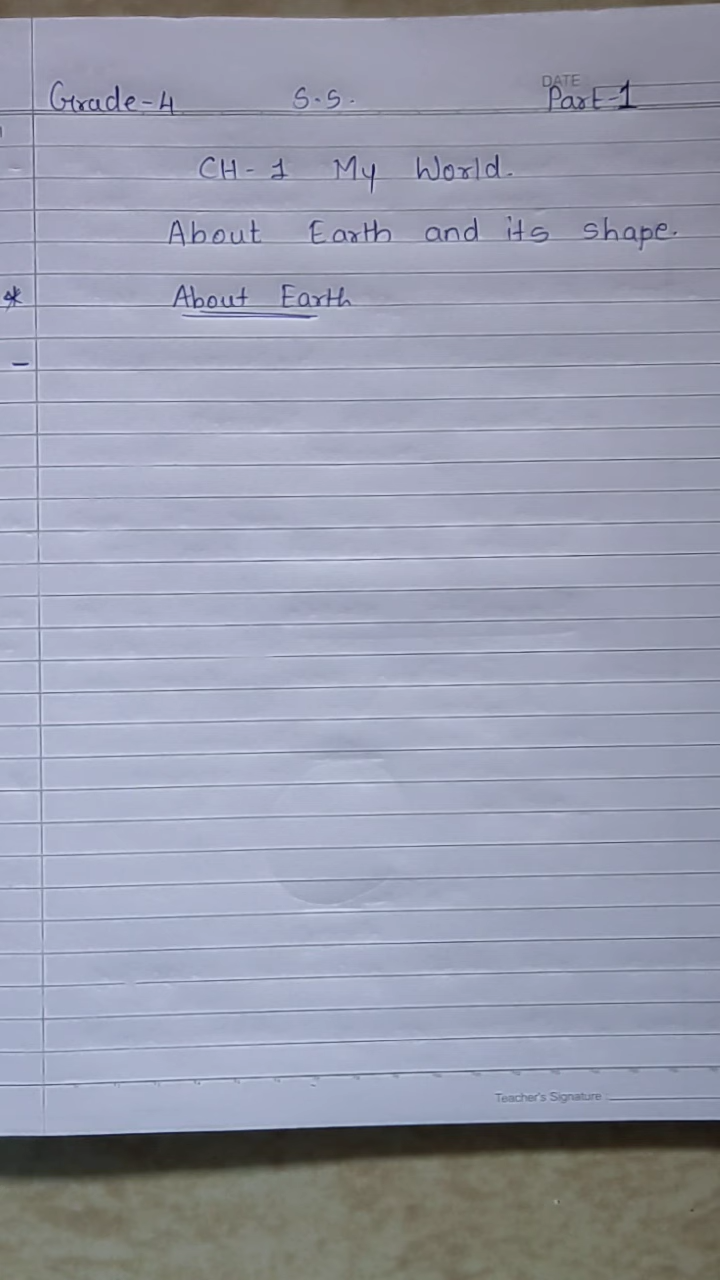 DATE
Grade-4 S.S. Part-1
CH-1 My World.
About Earth and its shape.
* About Earth
-
Teacher's Signature